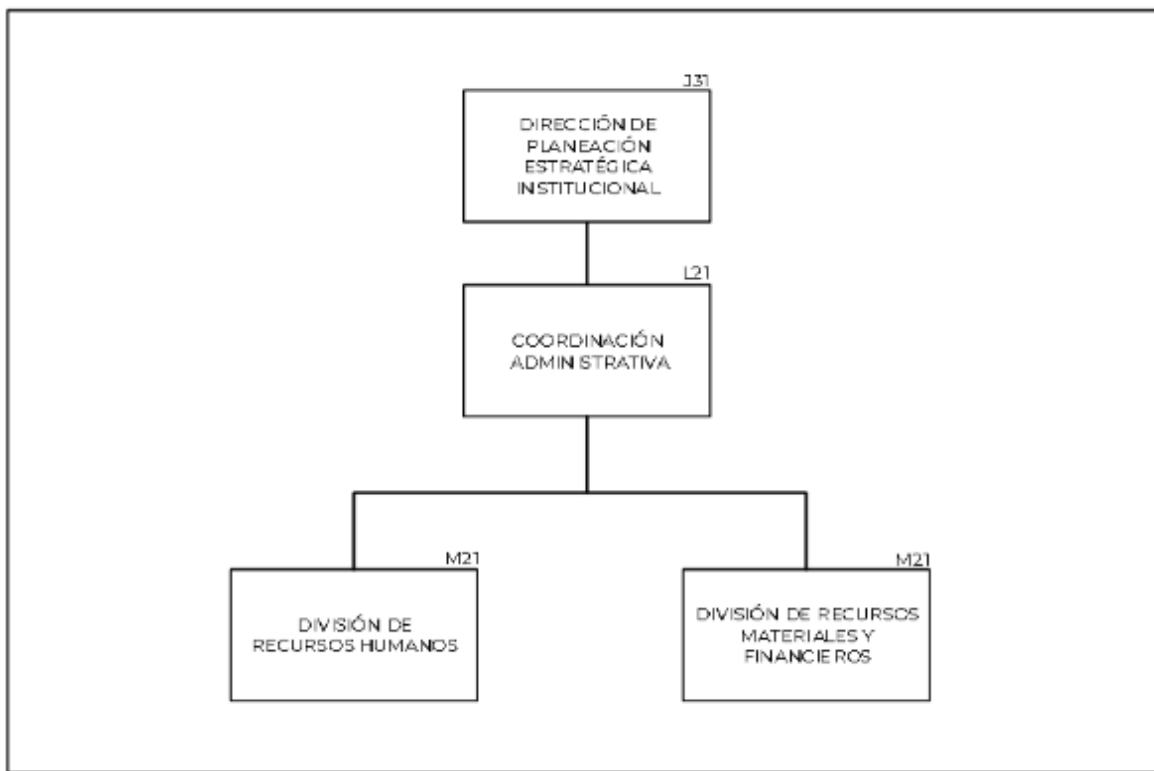 J31
DIRECCIÓN DE
PLANEACIÓN
ESTRATÉGICA
INSTITUCIONAL
L21
COORDINACIÓN
ADMINISTRATIVA
M21
DIVISIÓN DE
RECURSOS HUMANOS
M21
DIVISIÓN DE RECURSOS
MATERIALES Y
FINANCIEROS